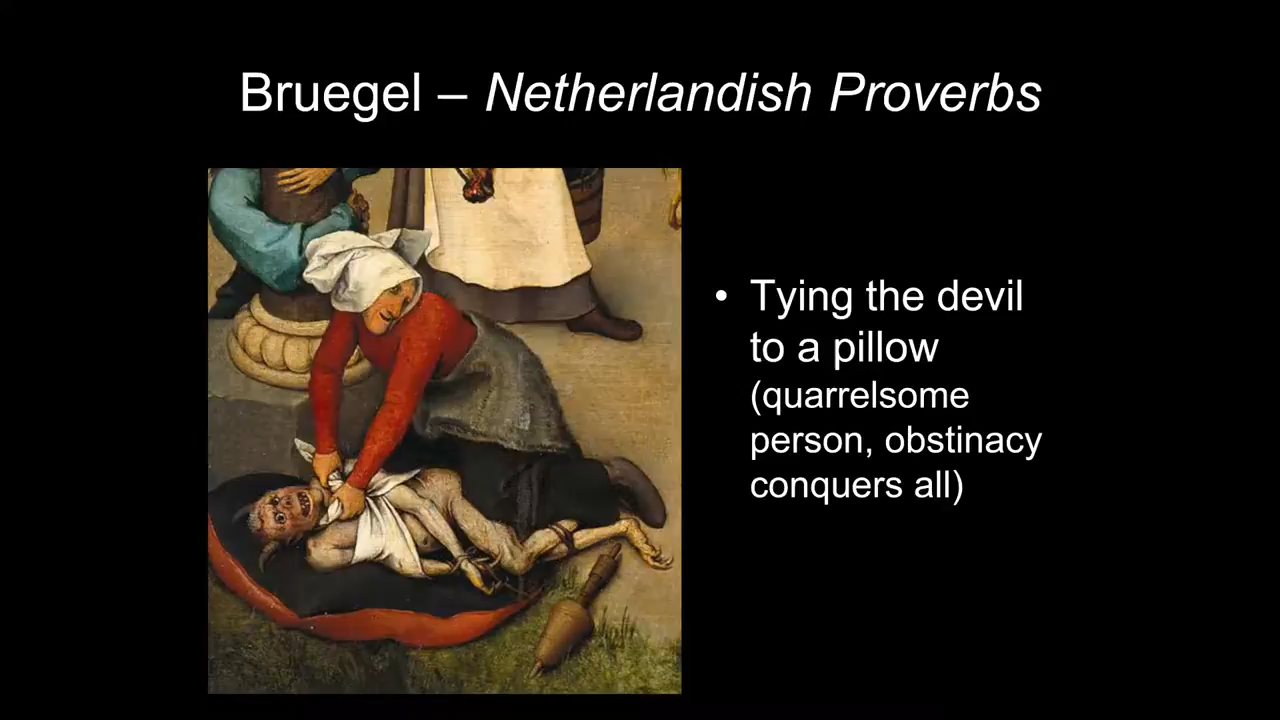 Bruegel – Netherlandish Proverbs
• Tying the devil
to a pillow
(quarrelsome
person, obstinacy
conquers all)